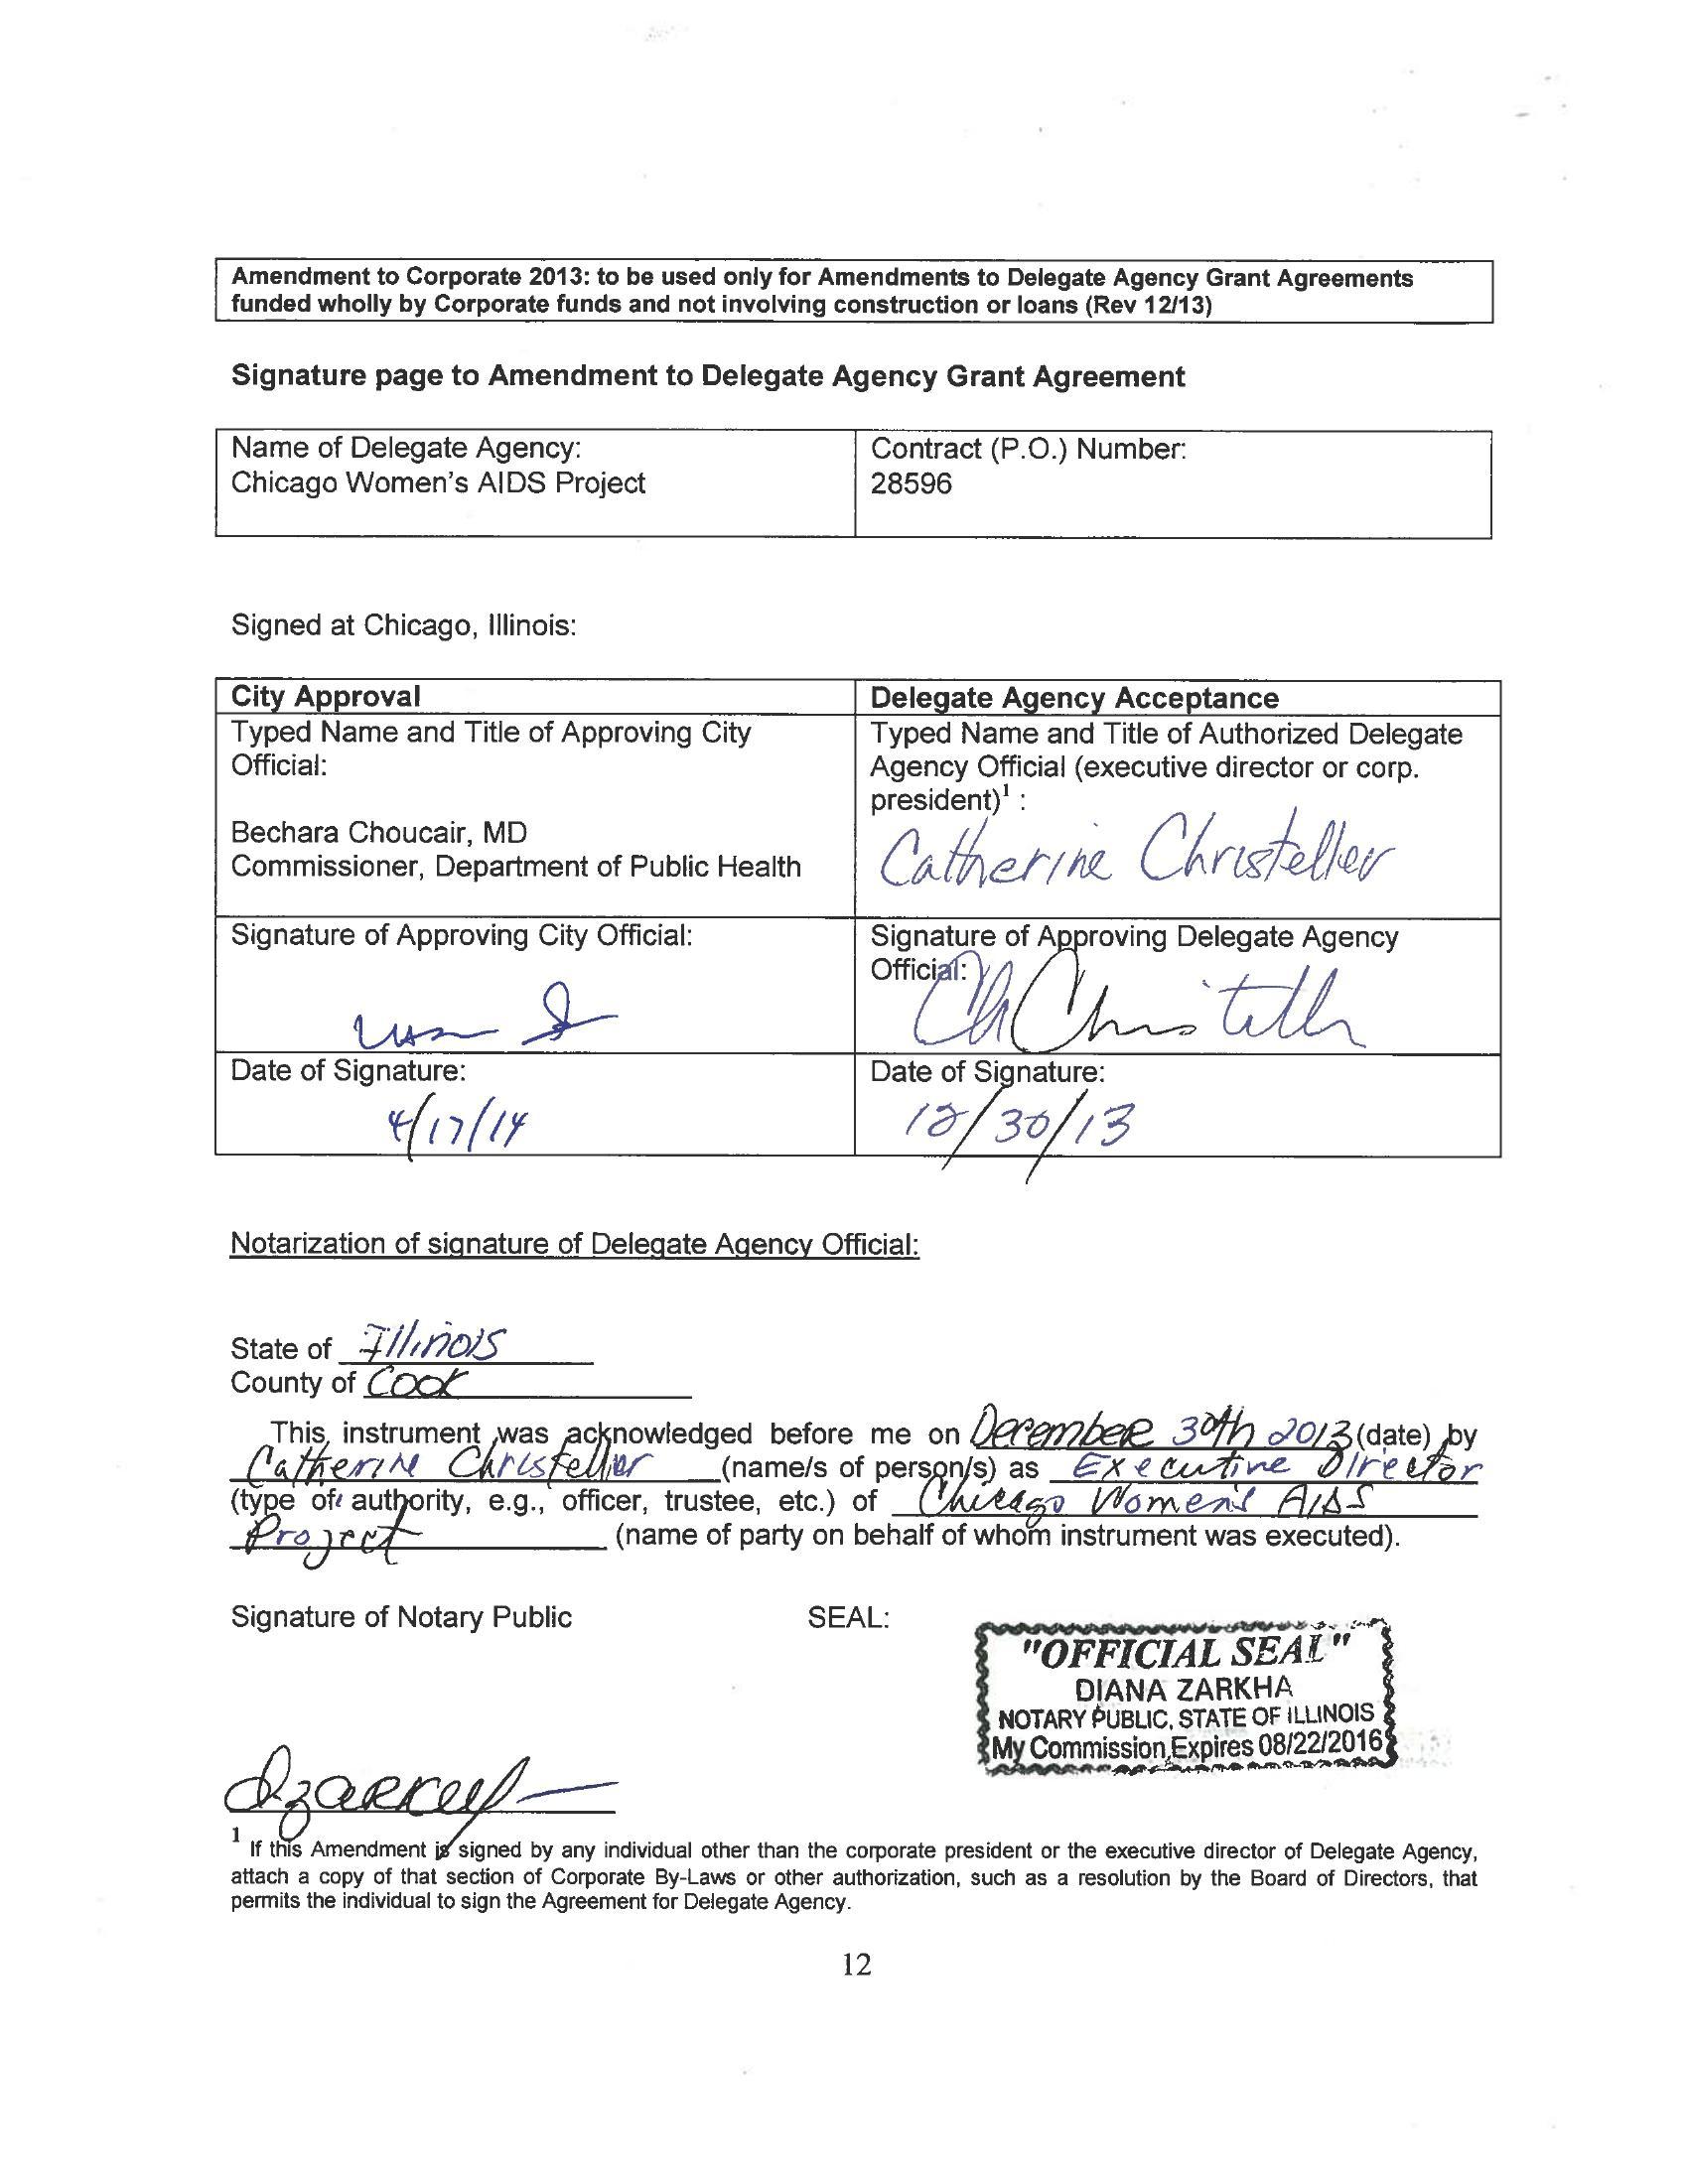 Amendment to Corporate 2013: to be used only for Amendments to Delegate Agency Grant Agreements
funded wholly by Corporate funds and not involving construction or loans (Rev 12/13)
Signature page to Amendment to Delegate Agency Grant Agreement
Name of Delegate Agency:
Chicago Women's AIDS Project
Contract (P.O.) Number:
28596
Signed at Chicago, Illinois:
City Approval
Typed Name and Title of Approving City
Official:
Bechara Choucair, MD
Commissioner, Department of Public Health
Delegate Agency Acceptance
Typed Name and Title of Authorized Delegate
Agency Official (executive director or corp.
president)¹ :
Catherine Christeller
Signature of Approving City Official:
Signature of Approving Delegate Agency
Official:
Date of Signature:
4/17/14
Date of Signature:
12/30/13
Notarization of signature of Delegate Agency Official:
State of Illinois
County of Cook
This instrument was acknowledged before me on December 30th 2013 (date) by
Catherine Christeller (name/s of person/s) as Executive Director
(type of authority, e.g., officer, trustee, etc.) of Chicago Women's AIDS
Project (name of party on behalf of whom instrument was executed).
Signature of Notary Public
SEAL:
"OFFICIAL SEAL"
DIANA ZARKHA
NOTARY PUBLIC, STATE OF ILLINOIS
My Commission Expires 08/22/2016
¹ If this Amendment is signed by any individual other than the corporate president or the executive director of Delegate Agency,
attach a copy of that section of Corporate By-Laws or other authorization, such as a resolution by the Board of Directors, that
permits the individual to sign the Agreement for Delegate Agency.
12